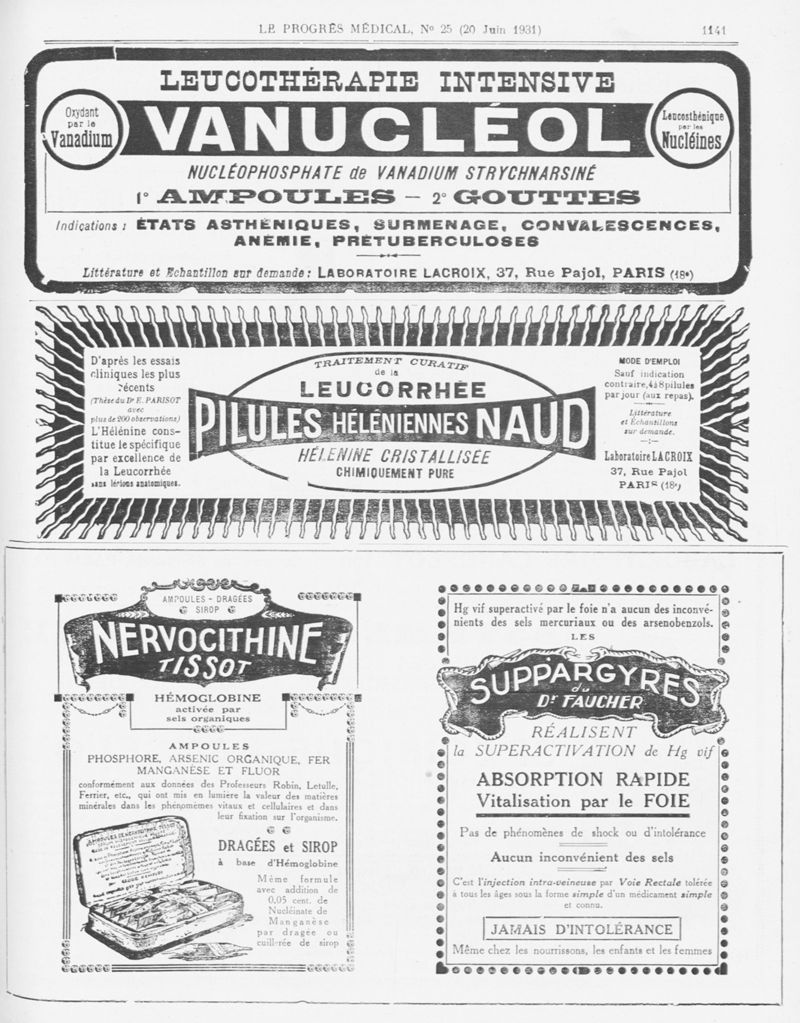 LE PROGRÈS MÉDICAL, No 25 (20 Juin 1931) 1141
LEUCOTHÉRAPIE INTENSIVE
Oxydant
par le
Vanadium
VANUCLÉOL
Leucosthénique
par les
Nucléines
NUCLÉOPHOSPHATE de VANADIUM STRYCHNARSINÉ
1° AMPOULES — 2° GOUTTES
Indications : ÉTATS ASTHÉNIQUES, SURMENAGE, CONVALESCENCES,
ANÉMIE, PRÉTUBERCULOSES
Littérature et Echantillon sur demande : LABORATOIRE LACROIX, 37, Rue Pajol, PARIS (18e)
D'après les essais
cliniques les plus
récents
(Thèse du Dr E. PARISOT
avec
plus de 200 observations)
L'Hélénine cons-
titue le spécifique
par excellence de
la Leucorrhée
sans lésions anatomiques.
TRAITEMENT CURATIF
de la
LEUCORRHÉE
PILULES HÉLÉNIENNES NAUD
HÉLÉNINE CRISTALLISÉE
CHIMIQUEMENT PURE
MODE D'EMPLOI
Sauf indication
contraire, 4 à 8 pilules
par jour (aux repas).
Littérature
et Échantillons
sur demande.
Laboratoire LACROIX
37, Rue Pajol
PARIS (18e)
AMPOULES - DRAGÉES
SIROP
NERVOCITHINE
TISSOT
HÉMOGLOBINE
activée par
sels organiques
AMPOULES
PHOSPHORE, ARSENIC ORGANIQUE, FER
MANGANÈSE ET FLUOR
conformément aux données des Professeurs Robin, Letulle,
Ferrier, etc., qui ont mis en lumière la valeur des matières
minérales dans les phénomènes vitaux et cellulaires et dans
leur fixation sur l'organisme.
AMPOULES DE NERVOCITHINE TISSOT
DRAGÉES et SIROP
à base d'Hémoglobine
Même formule
avec addition de
0,05 cent. de
Nucléinate de
Manganèse
par dragée ou
cuillerée de sirop
Hg vif superactivé par le foie n'a aucun des inconvé-
nients des sels mercuriaux ou des arsenobenzols.
LES
SUPPARGYRES
du
Dr FAUCHER
RÉALISENT
la SUPERACTIVATION de Hg vif
ABSORPTION RAPIDE
Vitalisation par le FOIE
Pas de phénomènes de shock ou d'intolérance
Aucun inconvénient des sels
C'est l'injection intra-veineuse par Voie Rectale tolérée
à tous les âges sous la forme simple d'un médicament simple
et connu.
JAMAIS D'INTOLÉRANCE
Même chez les nourrissons, les enfants et les femmes